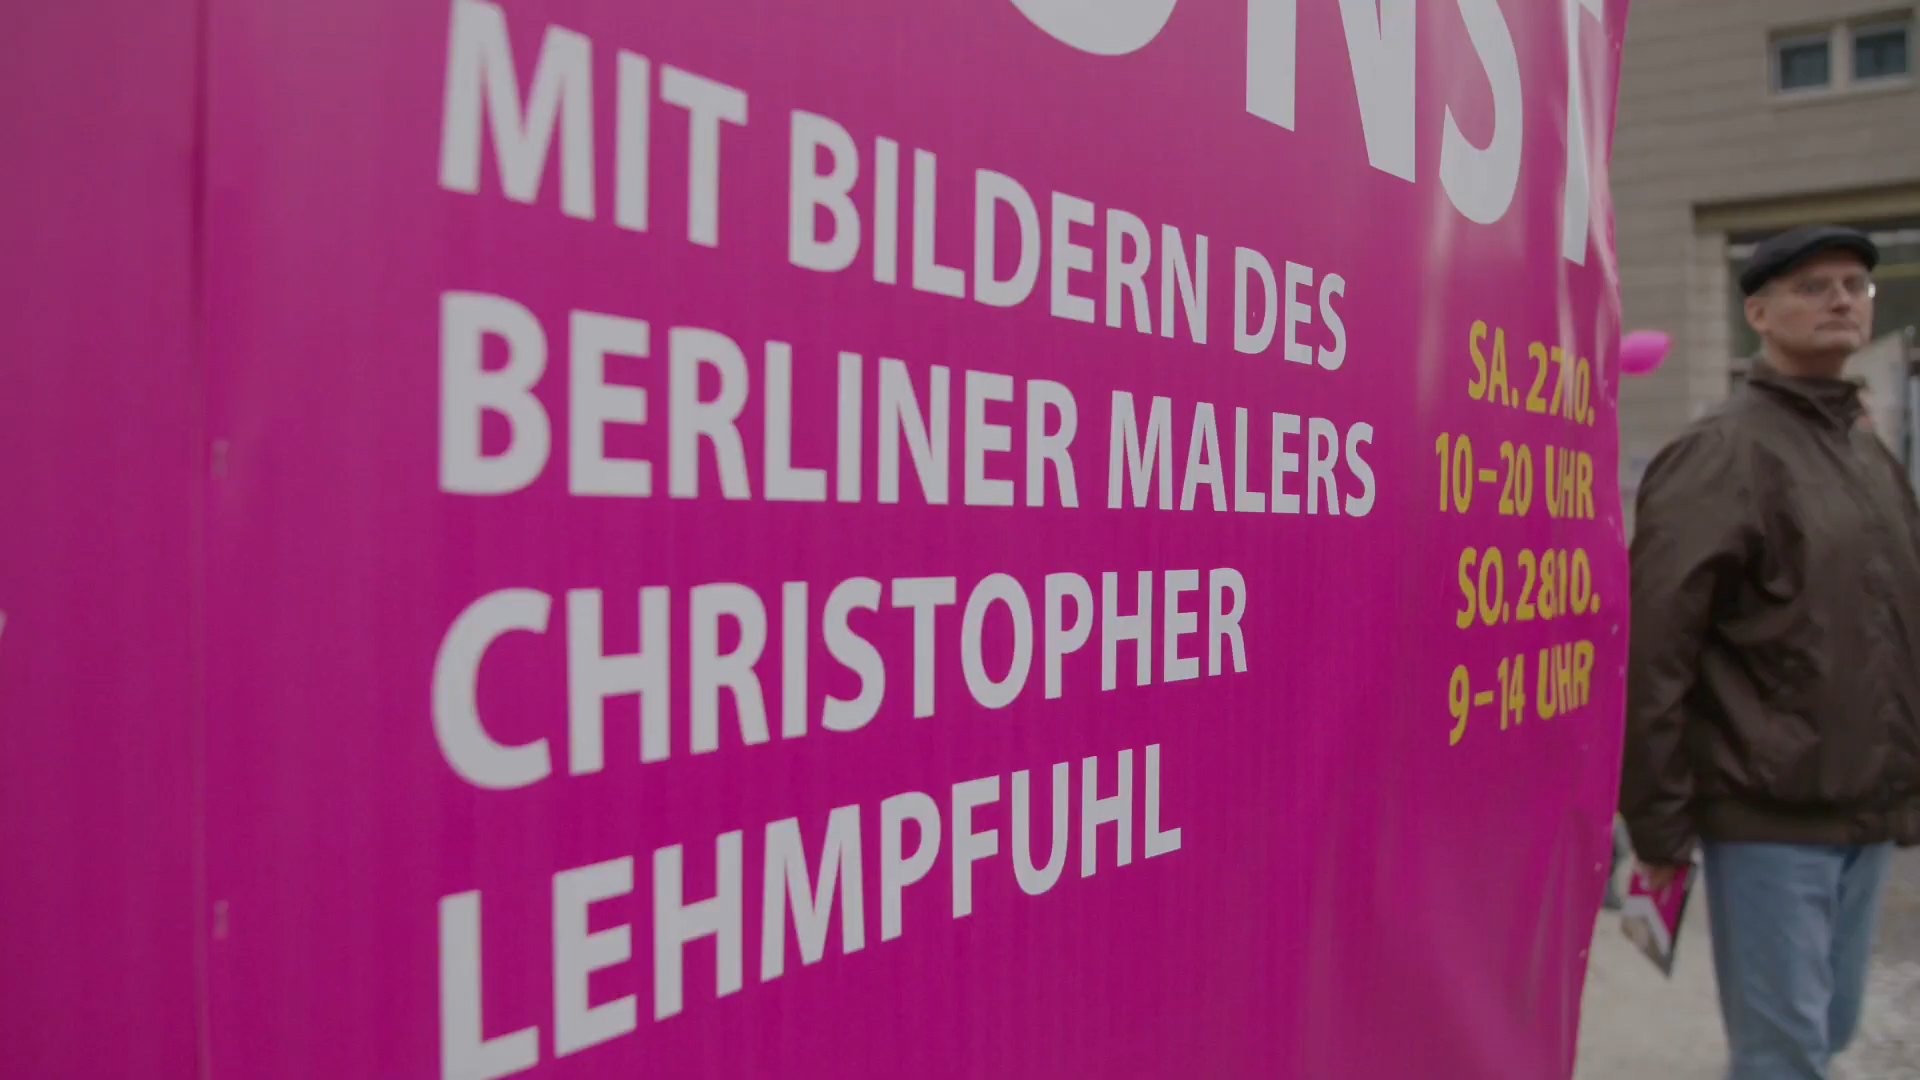 MIT BILDERN DES
BERLINER MALERS
CHRISTOPHER
LEHMPFUHL
SA. 27.10.
10–20 UHR
SO. 28.10.
9–14 UHR